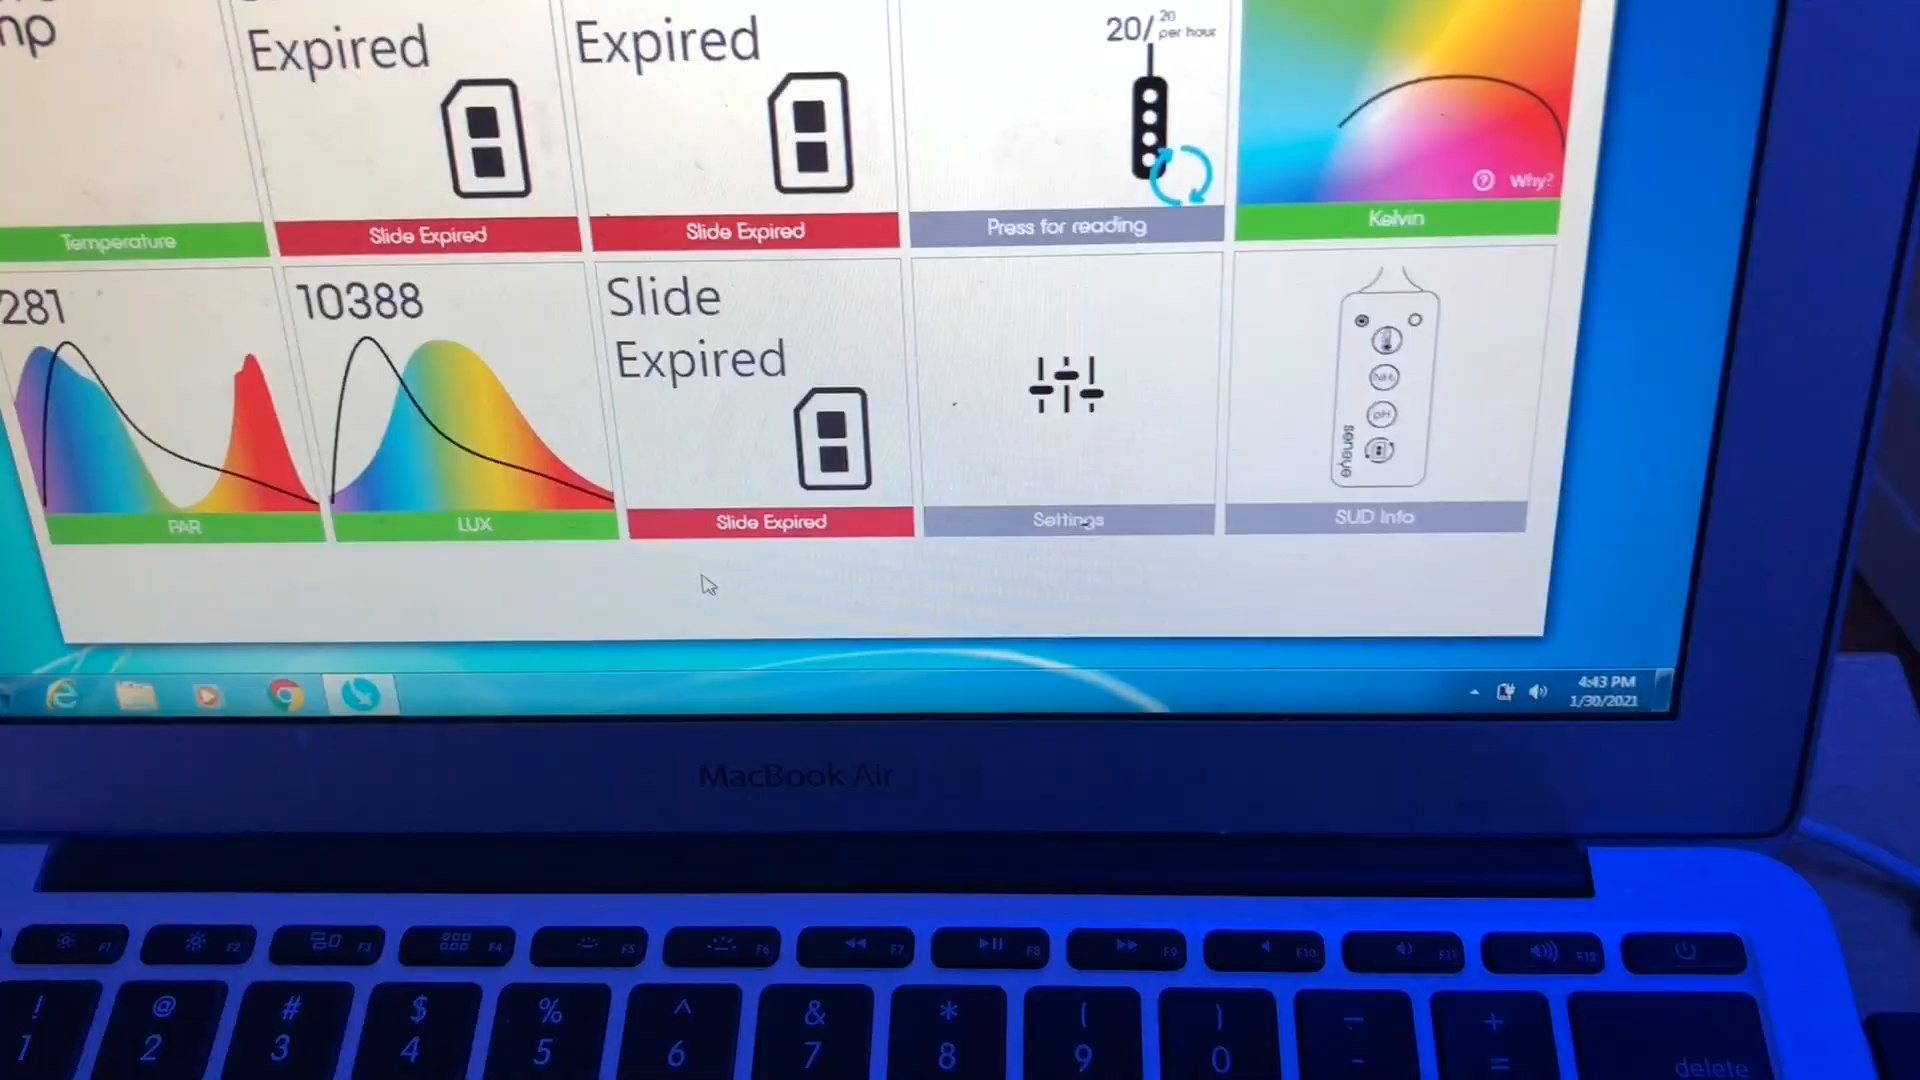 mp
Expired
Expired
20/ 20 per hour
? Why?
Temperature
Slide Expired
Slide Expired
Press for reading
Kelvin
281
10388
Slide
Expired
NH₃
pH
seneye
PAR
LUX
Slide Expired
Settings
SUD Info
4:43 PM
1/30/2021
MacBook Air
F1 F2 F3 F4 F5 F6 F7 F8 F9 F10 F11 F12
! @ # $ % ^ & * ( ) _ +
1 2 3 4 5 6 7 8 9 0 - =
delete